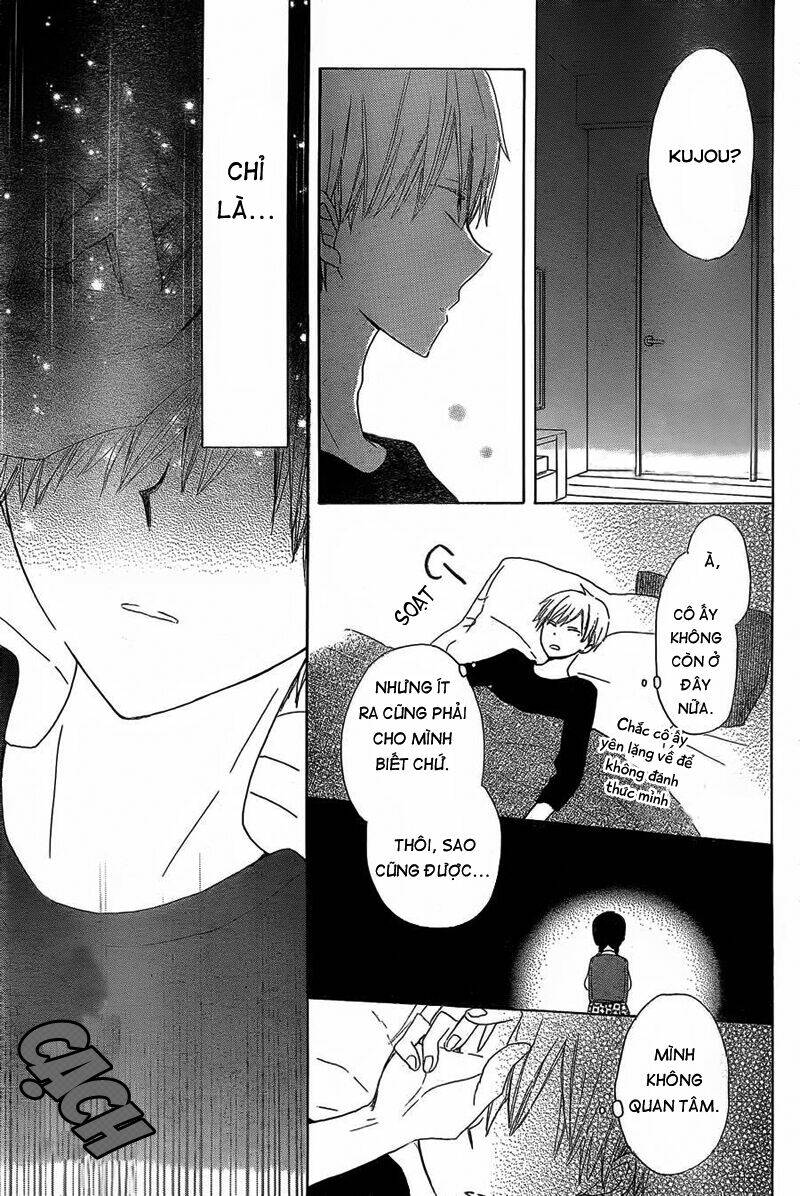 KUJOU?
À,
CÔ ẤY
KHÔNG
CÒN Ở
ĐÂY
NỮA.
SOẠT
Chắc cô ấy
yên lặng về để
không đánh
thức mình
NHƯNG ÍT
RA CŨNG PHẢI
CHO MÌNH
BIẾT CHỨ.
THÔI, SAO
CŨNG ĐƯỢC...
MÌNH
KHÔNG
QUAN TÂM.
CHỈ
LÀ...
CẠCH